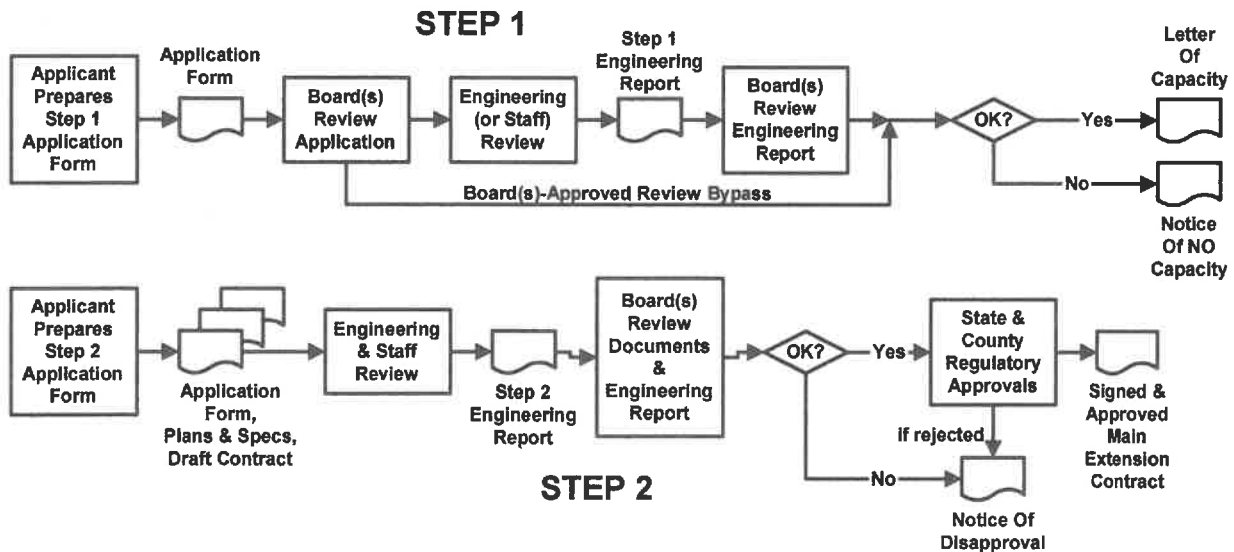 STEP 1
Applicant
Prepares
Step 1
Application
Form
Application
Form
Board(s)
Review
Application
Engineering
(or Staff)
Review
Step 1
Engineering
Report
Board(s)
Review
Engineering
Report
OK?
Yes
Letter
Of
Capacity
No
Notice
Of NO
Capacity
Board(s)-Approved Review Bypass
Applicant
Prepares
Step 2
Application
Form
Application
Form,
Plans & Specs,
Draft Contract
Engineering
& Staff
Review
Step 2
Engineering
Report
Board(s)
Review
Documents
&
Engineering
Report
OK?
Yes
State &
County
Regulatory
Approvals
Signed &
Approved
Main
Extension
Contract
if rejected
No
Notice Of
Disapproval
STEP 2